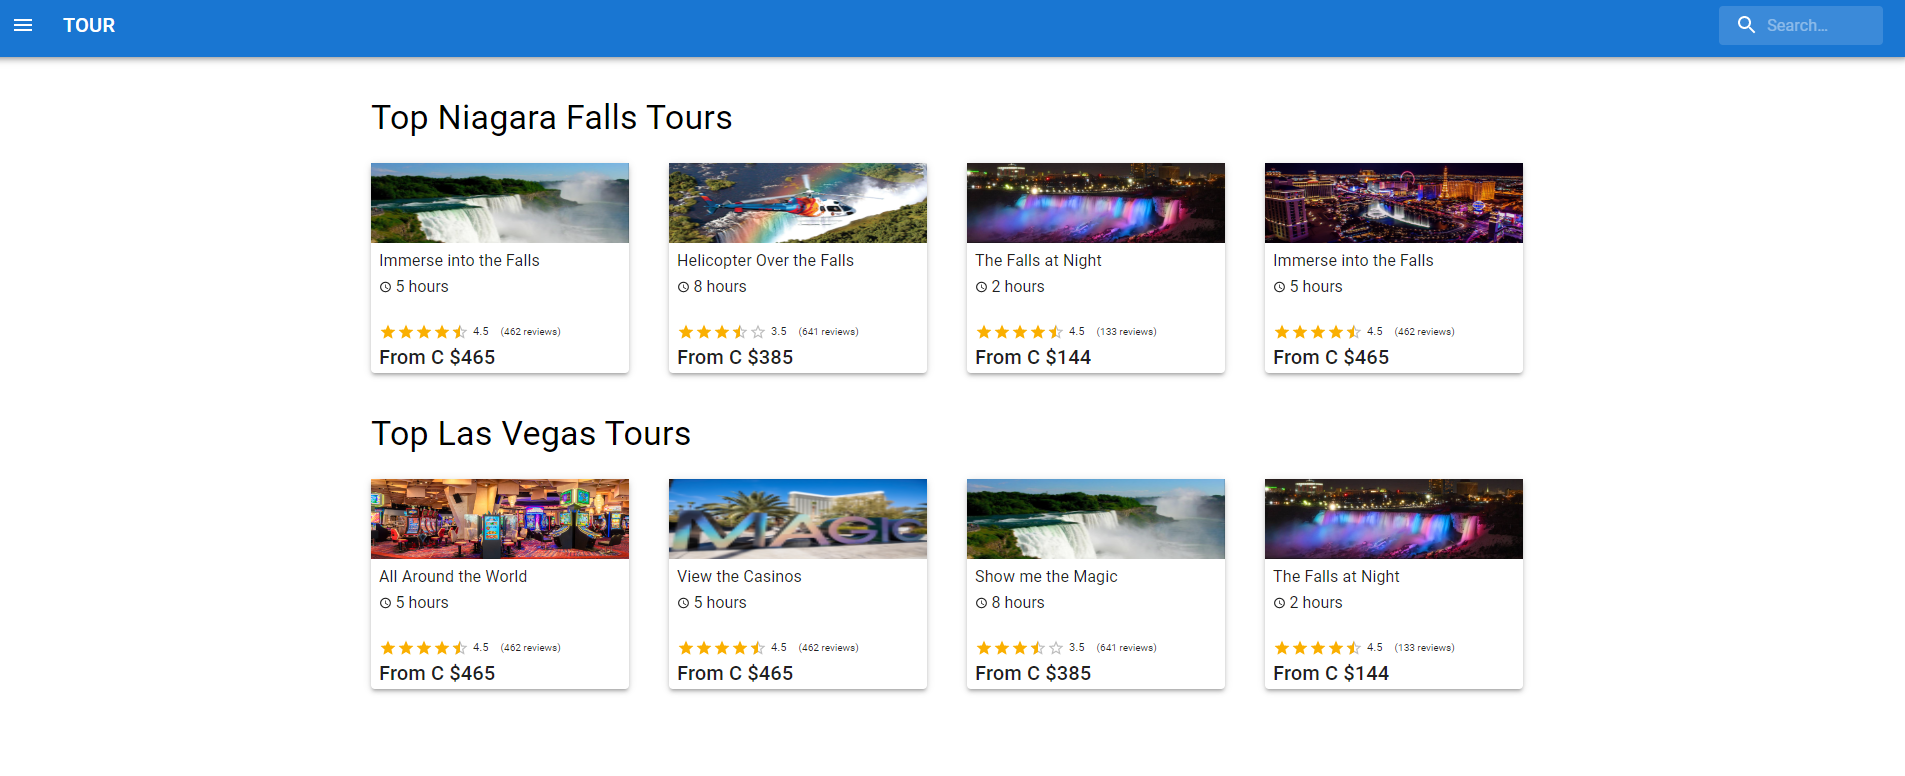 TOUR
Search...
Top Niagara Falls Tours
Immerse into the Falls
5 hours
4.5 (462 reviews)
From C $465
Helicopter Over the Falls
8 hours
3.5 (641 reviews)
From C $385
The Falls at Night
2 hours
4.5 (133 reviews)
From C $144
Immerse into the Falls
5 hours
4.5 (462 reviews)
From C $465
Top Las Vegas Tours
All Around the World
5 hours
4.5 (462 reviews)
From C $465
MAGIC
View the Casinos
5 hours
4.5 (462 reviews)
From C $465
Show me the Magic
8 hours
3.5 (641 reviews)
From C $385
The Falls at Night
2 hours
4.5 (133 reviews)
From C $144